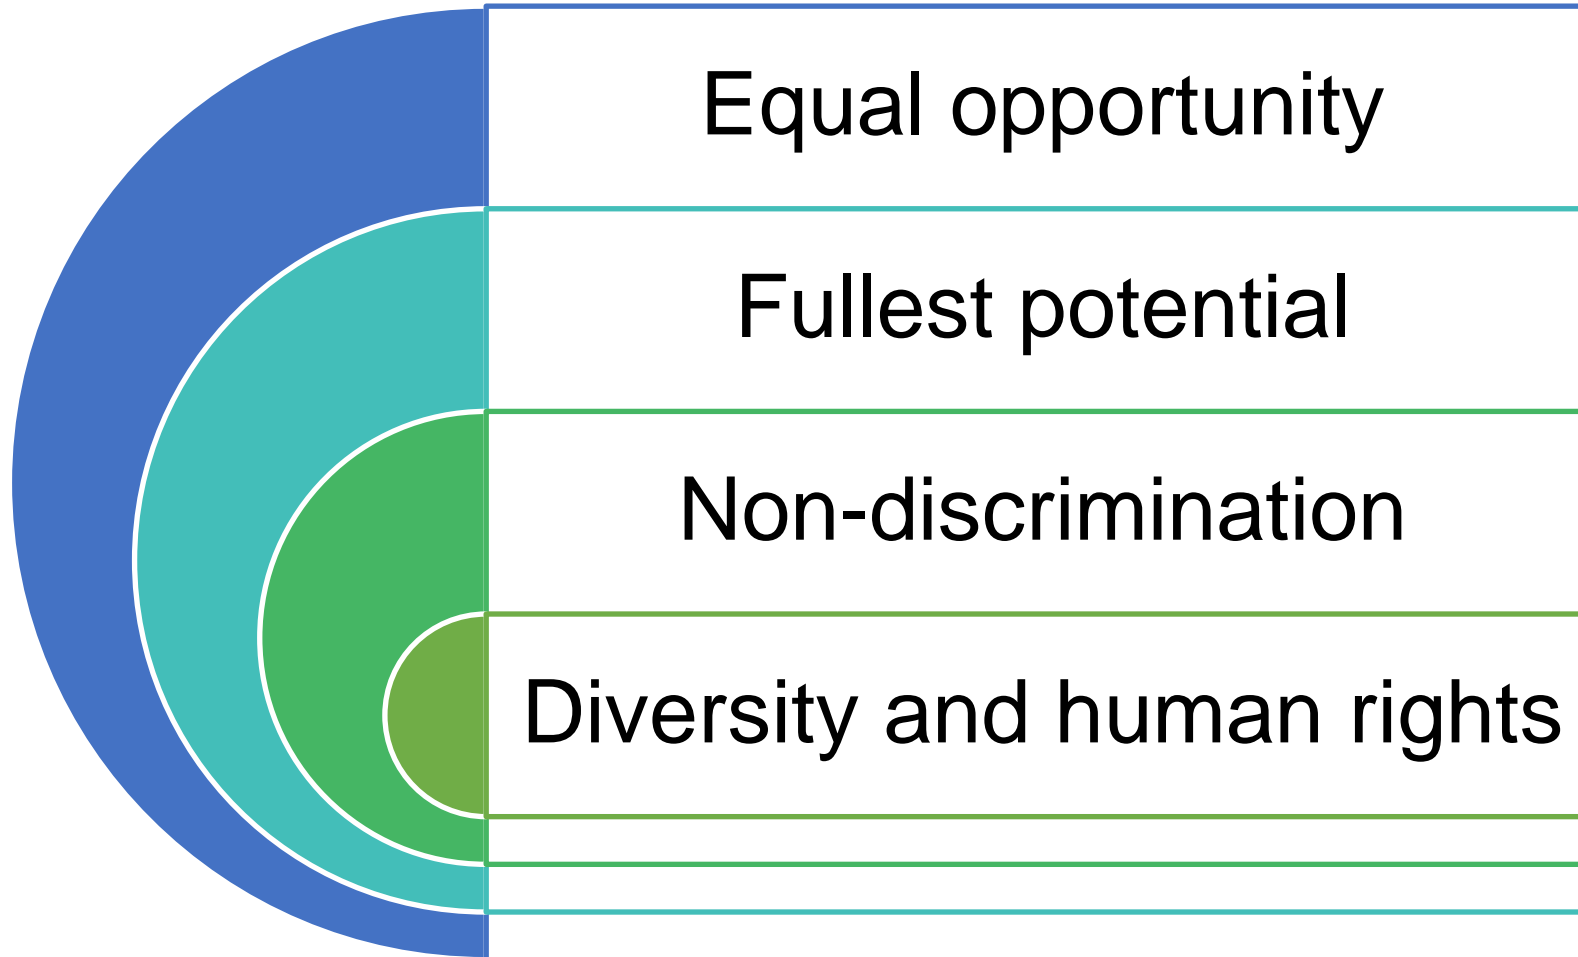 Equal opportunity
Fullest potential
Non-discrimination
Diversity and human rights